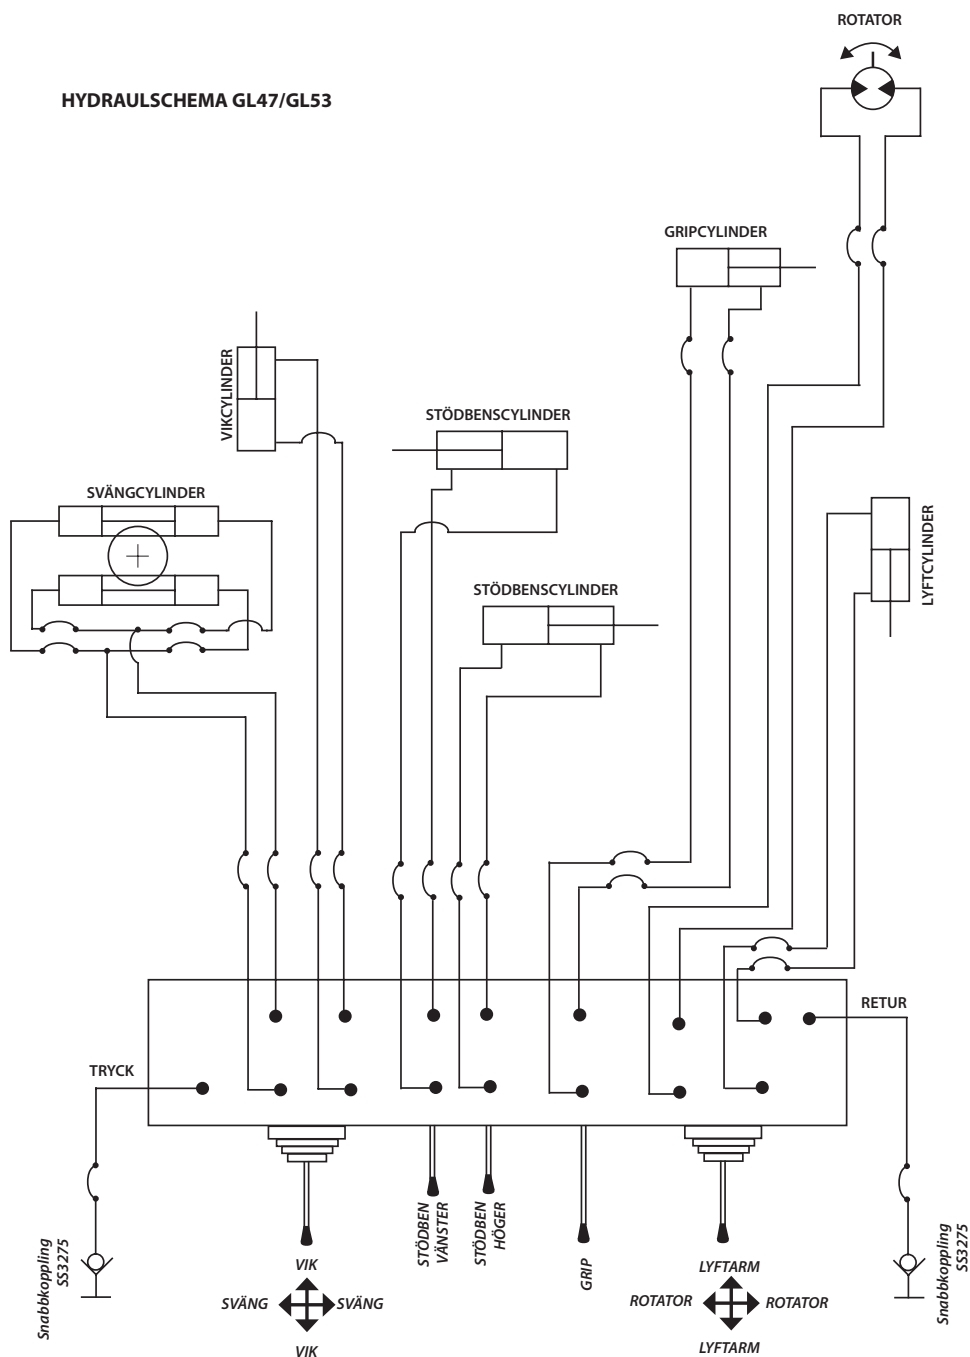 ROTATOR
HYDRAULSCHEMA GL47/GL53
GRIPCYLINDER
VIKCYLINDER
STÖDBENSCYLINDER
SVÄNGCYLINDER
LYFTCYLINDER
STÖDBENSCYLINDER
RETUR
TRYCK
Snabbkoppling
SS3275
STÖDBEN
VÄNSTER
STÖDBEN
HÖGER
GRIP
Snabbkoppling
SS3275
VIK
SVÄNG SVÄNG
VIK
LYFTARM
ROTATOR ROTATOR
LYFTARM